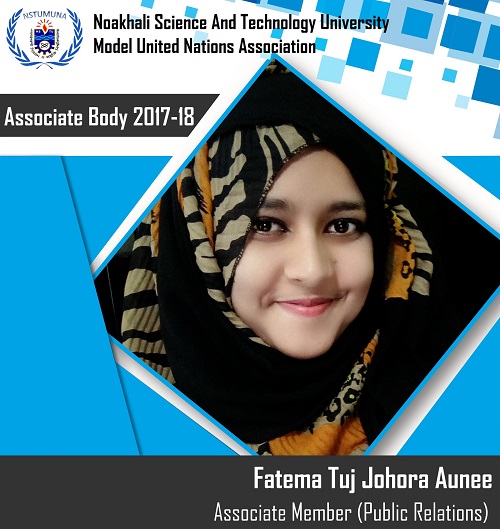 NSTUMUNA
Noakhali Science And Technology University
Model United Nations Association
Associate Body 2017-18
Fatema Tuj Johora Aunee
Associate Member (Public Relations)